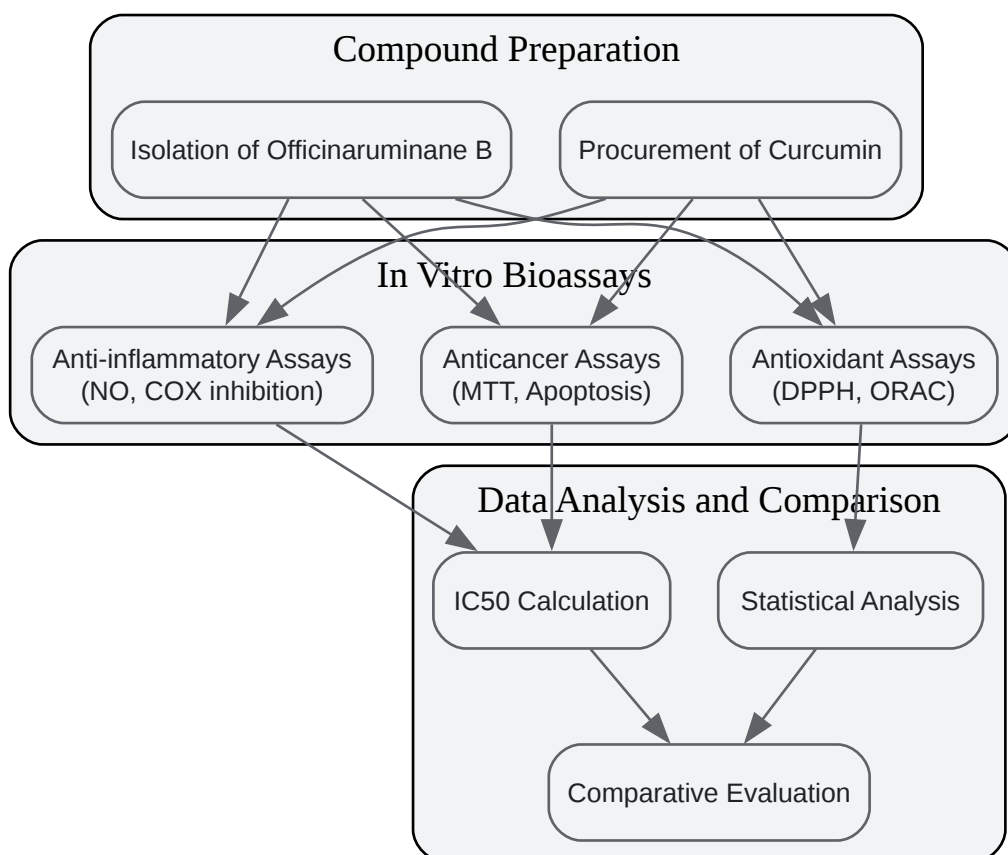 Compound Preparation
Isolation of Officinaruminane B
Procurement of Curcumin
In Vitro Bioassays
Anti-inflammatory Assays
(NO, COX inhibition)
Anticancer Assays
(MTT, Apoptosis)
Antioxidant Assays
(DPPH, ORAC)
Data Analysis and Comparison
IC50 Calculation
Statistical Analysis
Comparative Evaluation